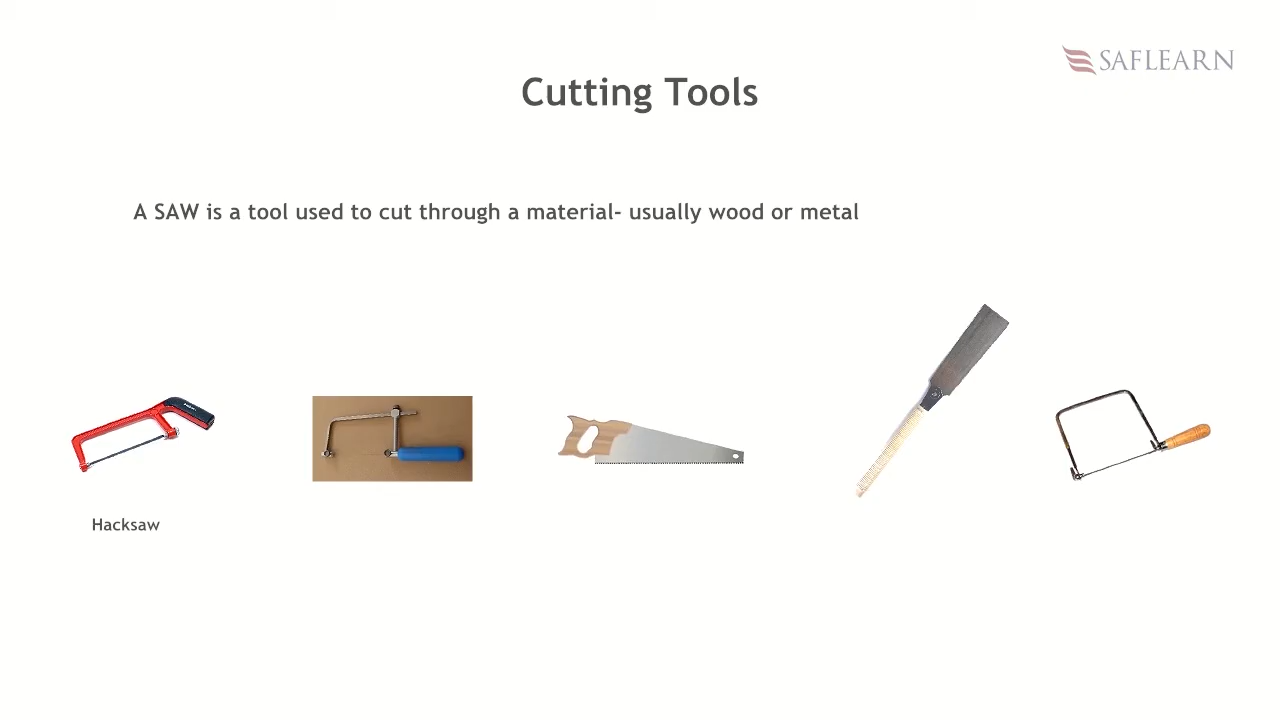 SAFLEARN
Cutting Tools
A SAW is a tool used to cut through a material- usually wood or metal
Hacksaw